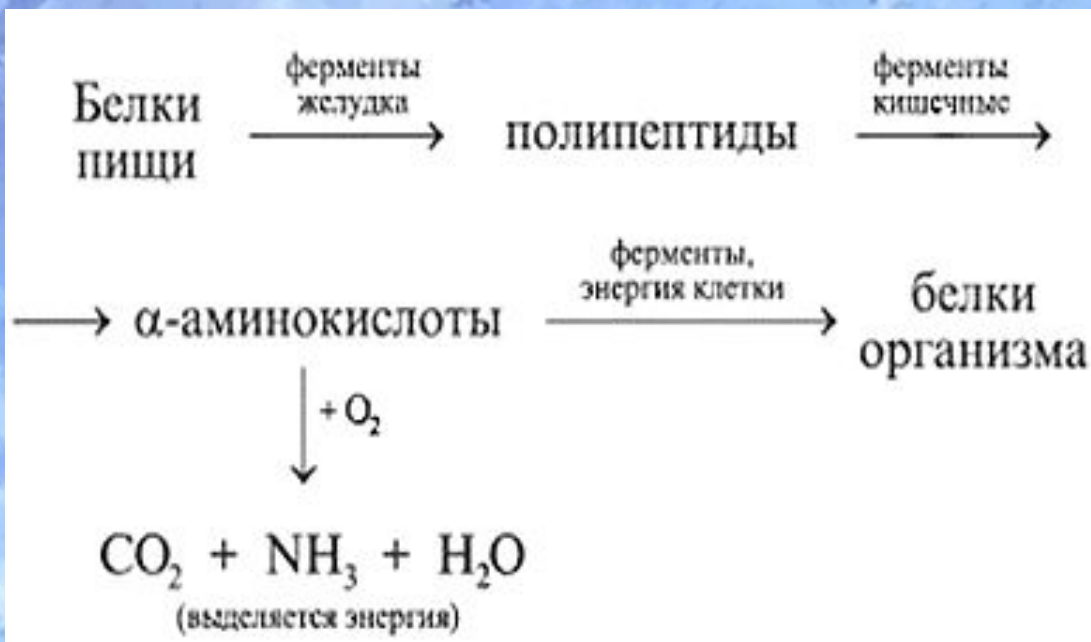 ферменты
желудка
Белки
пищи
полипептиды
ферменты
кишечные
α-аминокислоты
ферменты,
энергия клетки
белки
организма
+ O₂
CO₂ + NH₃ + H₂O
(выделяется энергия)